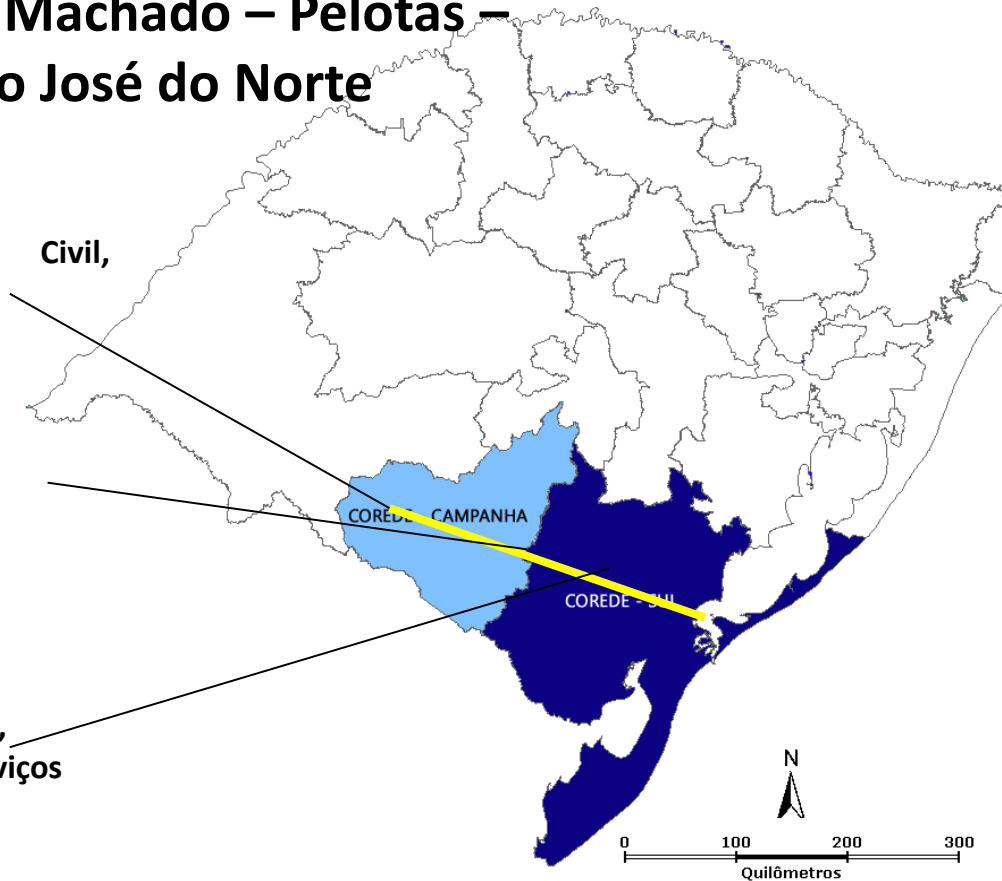 Machado – Pelotas –
o José do Norte
Civil,
COREDE - CAMPANHA
COREDE - SUL
,
viços
N
0 100 200 300
Quilômetros